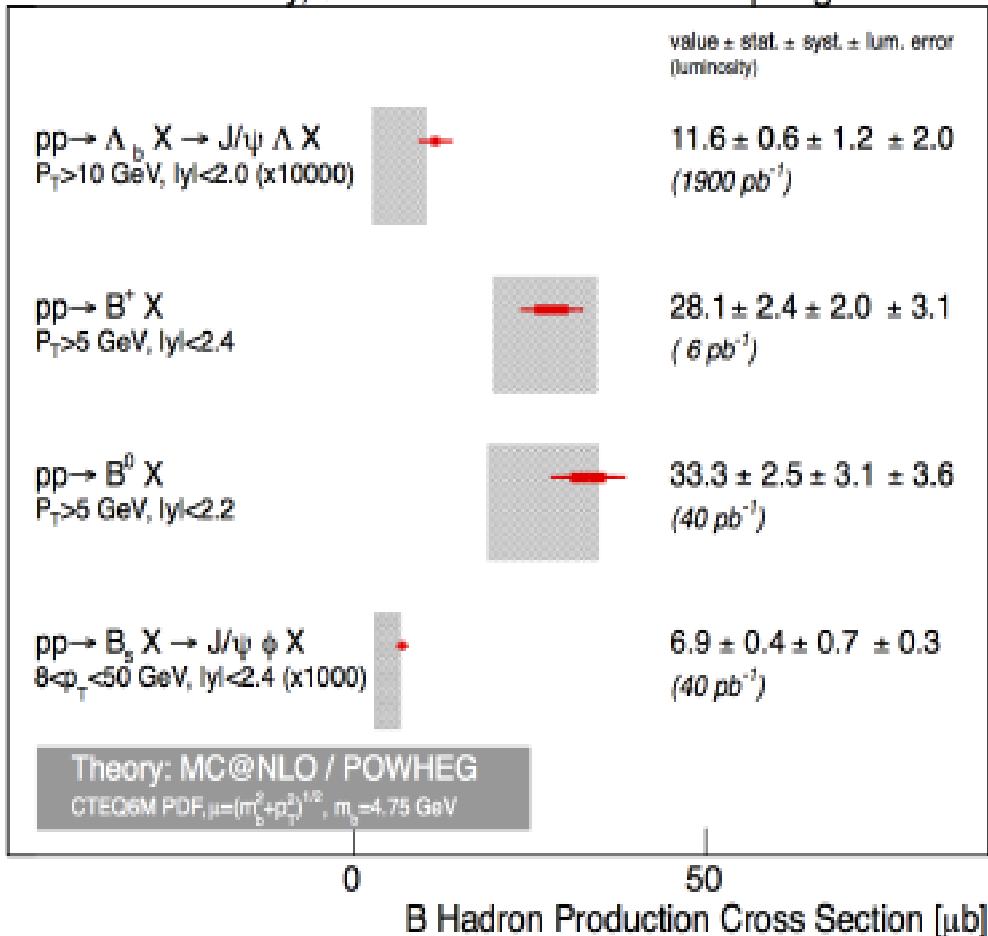 value ± stat. ± syst. ± lum. error
(luminosity)
pp→ Λ_b X → J/ψ Λ X
P_T>10 GeV, |y|<2.0 (x10000)
11.6 ± 0.6 ± 1.2 ± 2.0
(1900 pb⁻¹)
pp→ B⁺ X
P_T>5 GeV, |y|<2.4
28.1 ± 2.4 ± 2.0 ± 3.1
( 6 pb⁻¹)
pp→ B⁰ X
P_T>5 GeV, |y|<2.2
33.3 ± 2.5 ± 3.1 ± 3.6
(40 pb⁻¹)
pp→ B_s X → J/ψ ϕ X
8<p_T<50 GeV, |y|<2.4 (x1000)
6.9 ± 0.4 ± 0.7 ± 0.3
(40 pb⁻¹)
Theory: MC@NLO / POWHEG
CTEQ6M PDF, μ=(m_b²+p_T²)^1/2, m_b=4.75 GeV
0 50
B Hadron Production Cross Section [μb]